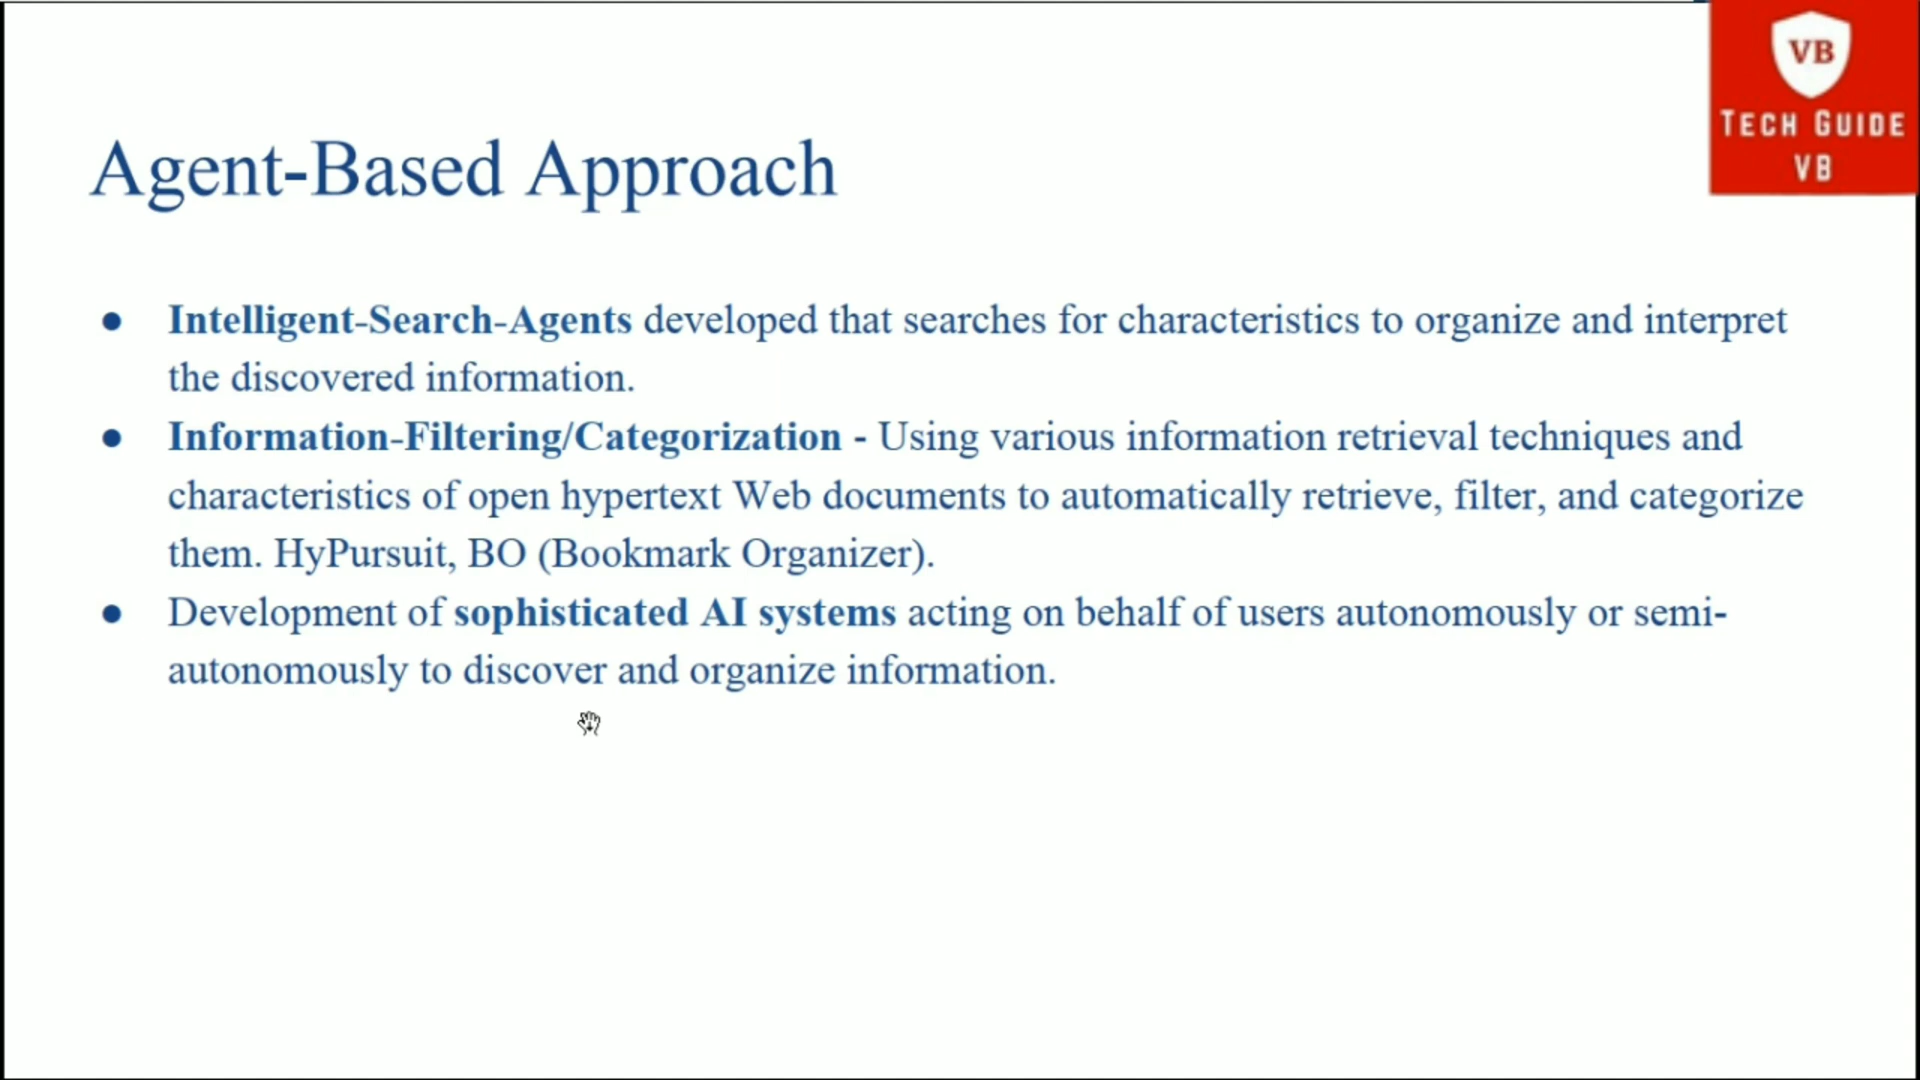 VB
TECH GUIDE
VB
Agent-Based Approach
● Intelligent-Search-Agents developed that searches for characteristics to organize and interpret
the discovered information.
● Information-Filtering/Categorization - Using various information retrieval techniques and
characteristics of open hypertext Web documents to automatically retrieve, filter, and categorize
them. HyPursuit, BO (Bookmark Organizer).
● Development of sophisticated AI systems acting on behalf of users autonomously or semi-
autonomously to discover and organize information.